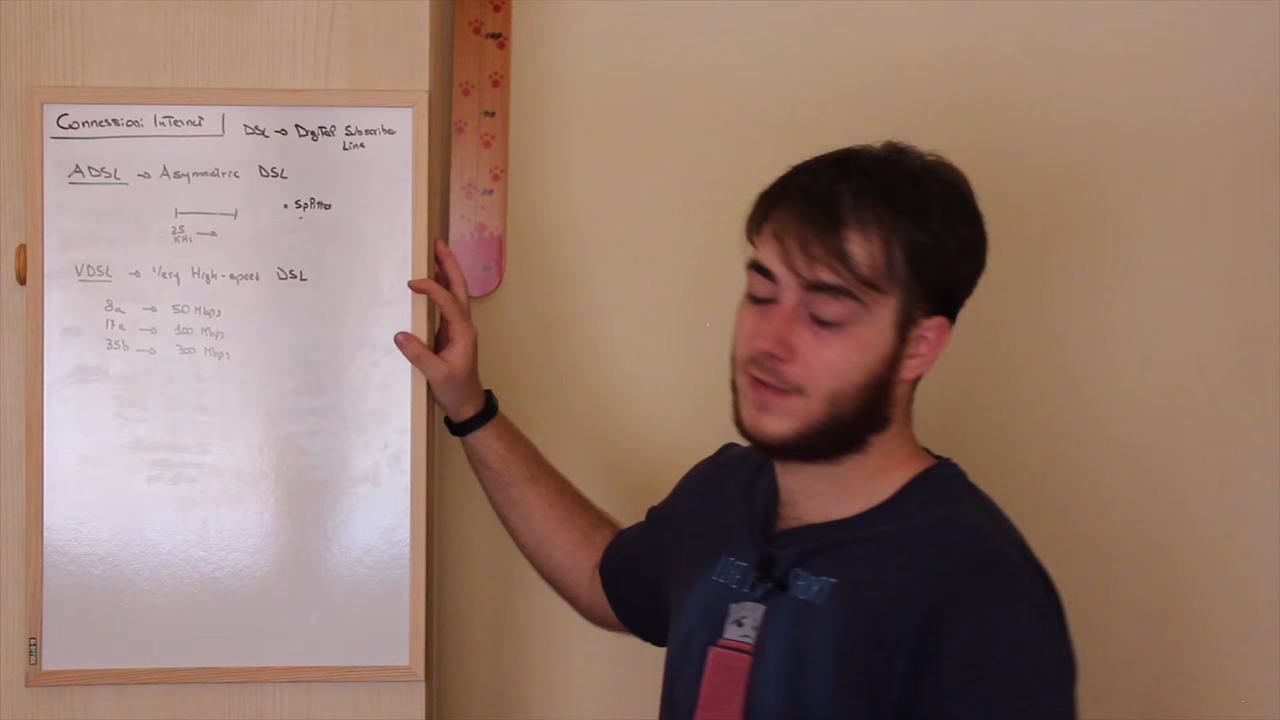 Connessioni Internet
DSL → Digital Subscriber
Line
ADSL → Asymmetric DSL
• Splitter
25
KHz →
VDSL → Very High-speed DSL
8a → 50 Mbps
17a → 100 Mbps
35b → 300 Mbps